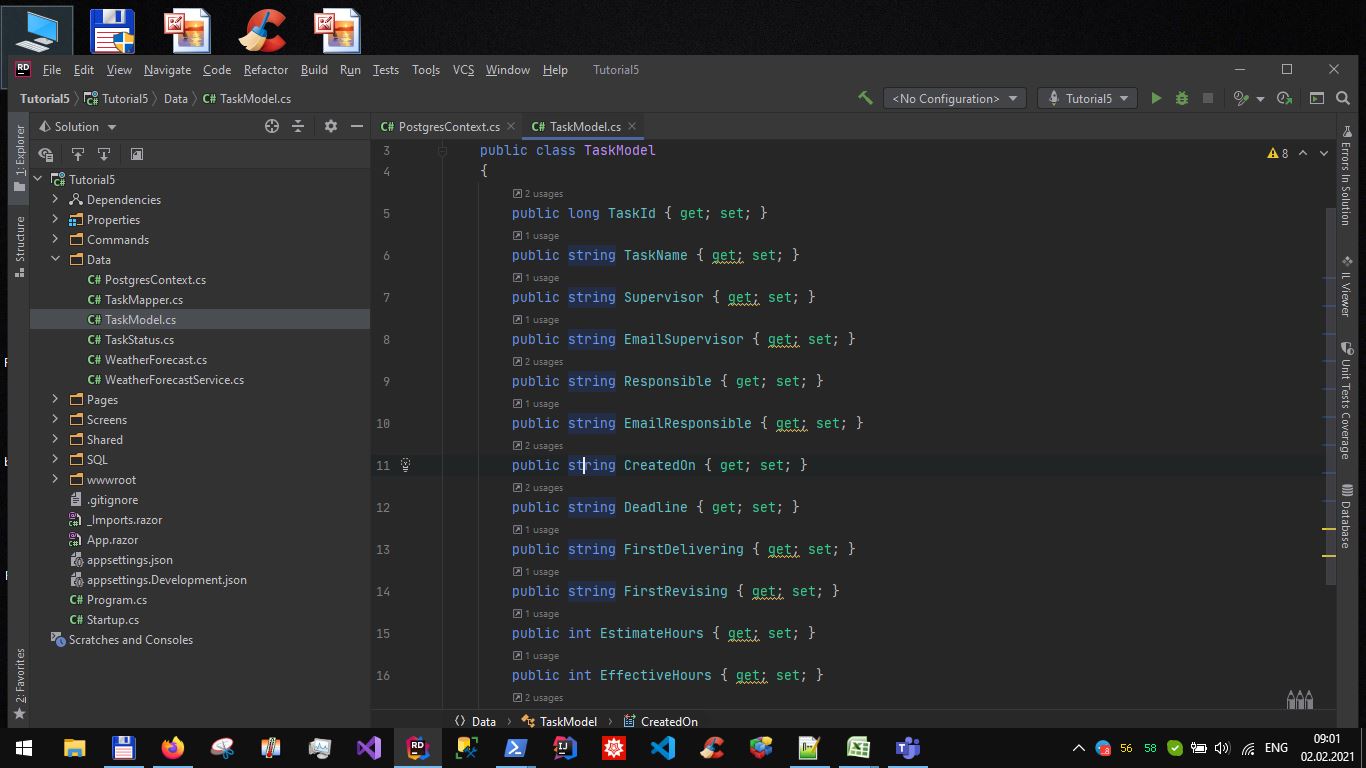 RD File Edit View Navigate Code Refactor Build Run Tests Tools VCS Window Help Tutorial5
Tutorial5 Tutorial5 Data C# TaskModel.cs <No Configuration> Tutorial5
Solution
C# PostgresContext.cs C# TaskModel.cs
1: Explorer
Structure
2: Favorites
Tutorial5
Dependencies
Properties
Commands
Data
C# PostgresContext.cs
C# TaskMapper.cs
C# TaskModel.cs
C# TaskStatus.cs
C# WeatherForecast.cs
C# WeatherForecastService.cs
Pages
Screens
Shared
SQL
wwwroot
.gitignore
_Imports.razor
App.razor
appsettings.json
appsettings.Development.json
C# Program.cs
C# Startup.cs
Scratches and Consoles
3 public class TaskModel
4 {
2 usages
5 public long TaskId { get; set; }
1 usage
6 public string TaskName { get; set; }
1 usage
7 public string Supervisor { get; set; }
1 usage
8 public string EmailSupervisor { get; set; }
2 usages
9 public string Responsible { get; set; }
1 usage
10 public string EmailResponsible { get; set; }
2 usages
11 public string CreatedOn { get; set; }
2 usages
12 public string Deadline { get; set; }
1 usage
13 public string FirstDelivering { get; set; }
1 usage
14 public string FirstRevising { get; set; }
1 usage
15 public int EstimateHours { get; set; }
1 usage
16 public int EffectiveHours { get; set; }
2 usages
8
Errors In Solution
IL Viewer
Unit Tests Coverage
Database
Data TaskModel CreatedOn
RD IJ 56 58 ENG 09:01
02.02.2021